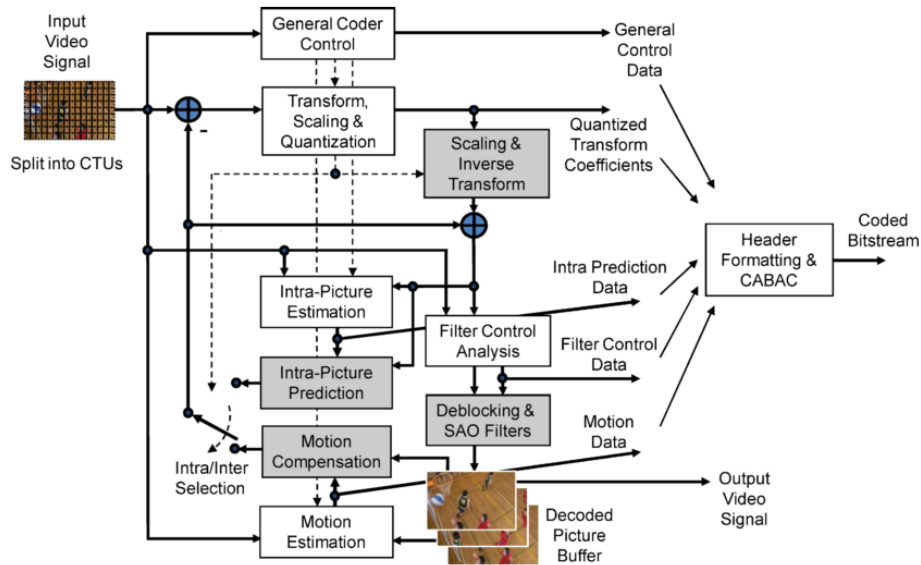 Input
Video
Signal
Split into CTUs
General Coder
Control
General
Control
Data
Transform,
Scaling &
Quantization
-
Quantized
Transform
Coefficients
Scaling &
Inverse
Transform
Header
Formatting &
CABAC
Coded
Bitstream
Intra-Picture
Estimation
Intra Prediction
Data
Filter Control
Analysis
Filter Control
Data
Intra-Picture
Prediction
Deblocking &
SAO Filters
Motion
Data
Motion
Compensation
Intra/Inter
Selection
Output
Video
Signal
Motion
Estimation
Decoded
Picture
Buffer